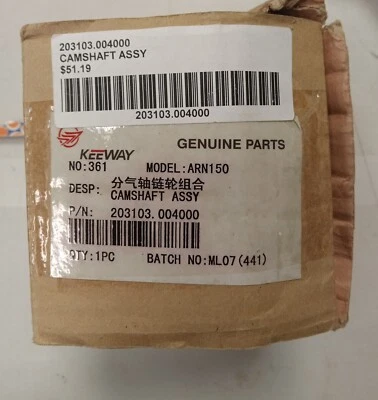 203103.004000
CAMSHAFT ASSY
$51.19
203103.004000
KEEWAY
GENUINE PARTS
NO:361 MODEL:ARN150
DESP: 分气轴链轮组合
CAMSHAFT ASSY
P/N: 203103.004000
QTY:1PC BATCH NO:ML07(441)